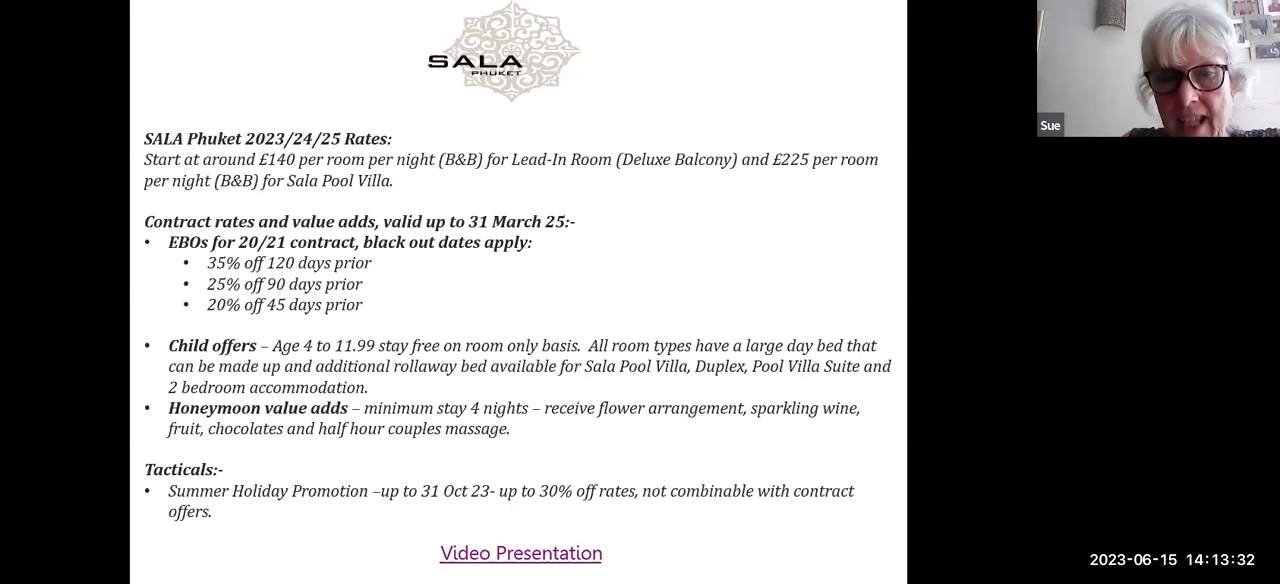 SALA
PHUKET
SALA Phuket 2023/24/25 Rates:
Start at around £140 per room per night (B&B) for Lead-In Room (Deluxe Balcony) and £225 per room
per night (B&B) for Sala Pool Villa.
Contract rates and value adds, valid up to 31 March 25:-
• EBOs for 20/21 contract, black out dates apply:
• 35% off 120 days prior
• 25% off 90 days prior
• 20% off 45 days prior
• Child offers – Age 4 to 11.99 stay free on room only basis. All room types have a large day bed that
can be made up and additional rollaway bed available for Sala Pool Villa, Duplex, Pool Villa Suite and
2 bedroom accommodation.
• Honeymoon value adds – minimum stay 4 nights – receive flower arrangement, sparkling wine,
fruit, chocolates and half hour couples massage.
Tacticals:-
• Summer Holiday Promotion –up to 31 Oct 23- up to 30% off rates, not combinable with contract
offers.
Video Presentation
Sue
2023-06-15 14:13:32